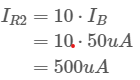 I_{R2} = 10 · I_B
= 10 · 50uA
= 500uA